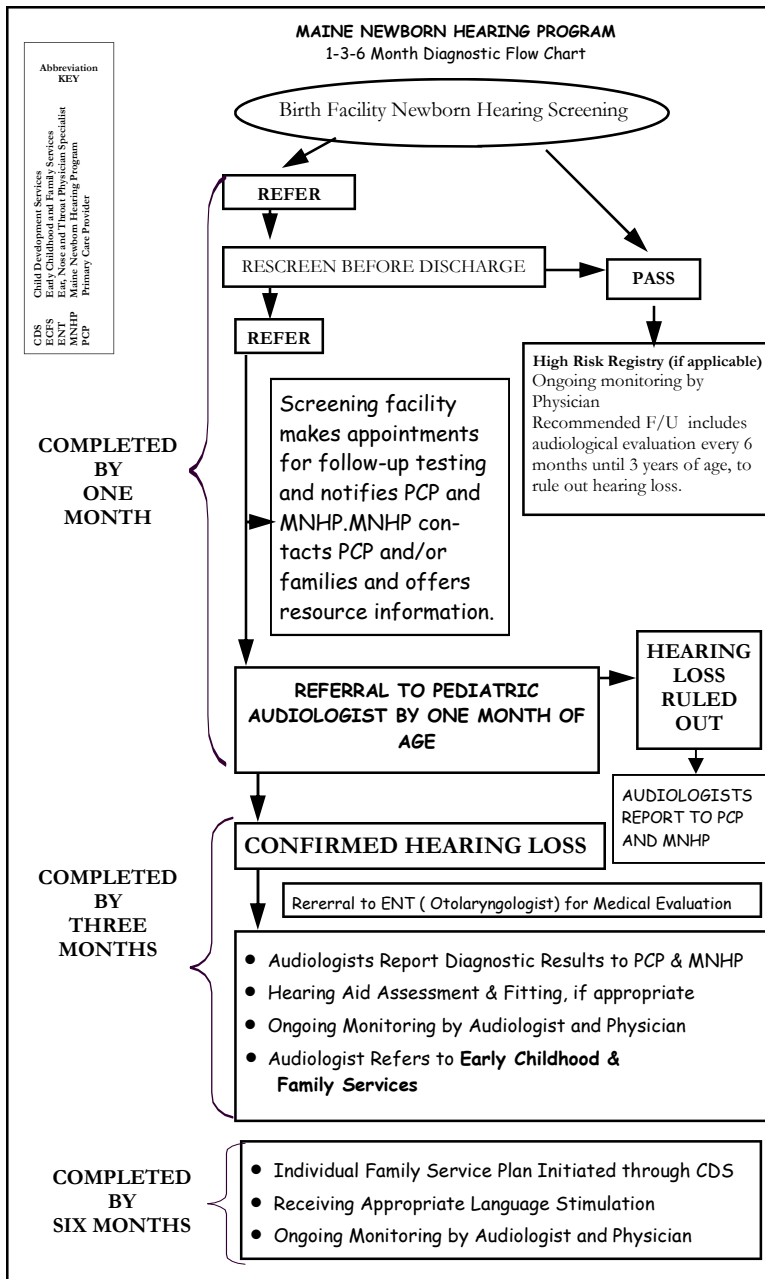 MAINE NEWBORN HEARING PROGRAM
1-3-6 Month Diagnostic Flow Chart
Abbreviation
KEY
CDS Child Development Services
ECFS Early Childhood and Family Services
ENT Ear, Nose and Throat Physician Specialist
MNHP Maine Newborn Hearing Program
PCP Primary Care Provider
Birth Facility Newborn Hearing Screening
REFER
RESCREEN BEFORE DISCHARGE
PASS
REFER
High Risk Registry (if applicable)
Ongoing monitoring by
Physician
Recommended F/U includes
audiological evaluation every 6
months until 3 years of age, to
rule out hearing loss.
COMPLETED
BY
ONE
MONTH
Screening facility
makes appointments
for follow-up testing
and notifies PCP and
MNHP.MNHP con-
tacts PCP and/or
families and offers
resource information.
REFERRAL TO PEDIATRIC
AUDIOLOGIST BY ONE MONTH OF
AGE
HEARING
LOSS
RULED
OUT
AUDIOLOGISTS
REPORT TO PCP
AND MNHP
CONFIRMED HEARING LOSS
COMPLETED
BY
THREE
MONTHS
Rererral to ENT ( Otolaryngologist) for Medical Evaluation
• Audiologists Report Diagnostic Results to PCP & MNHP
• Hearing Aid Assessment & Fitting, if appropriate
• Ongoing Monitoring by Audiologist and Physician
• Audiologist Refers to Early Childhood &
Family Services
COMPLETED
BY
SIX MONTHS
• Individual Family Service Plan Initiated through CDS
• Receiving Appropriate Language Stimulation
• Ongoing Monitoring by Audiologist and Physician